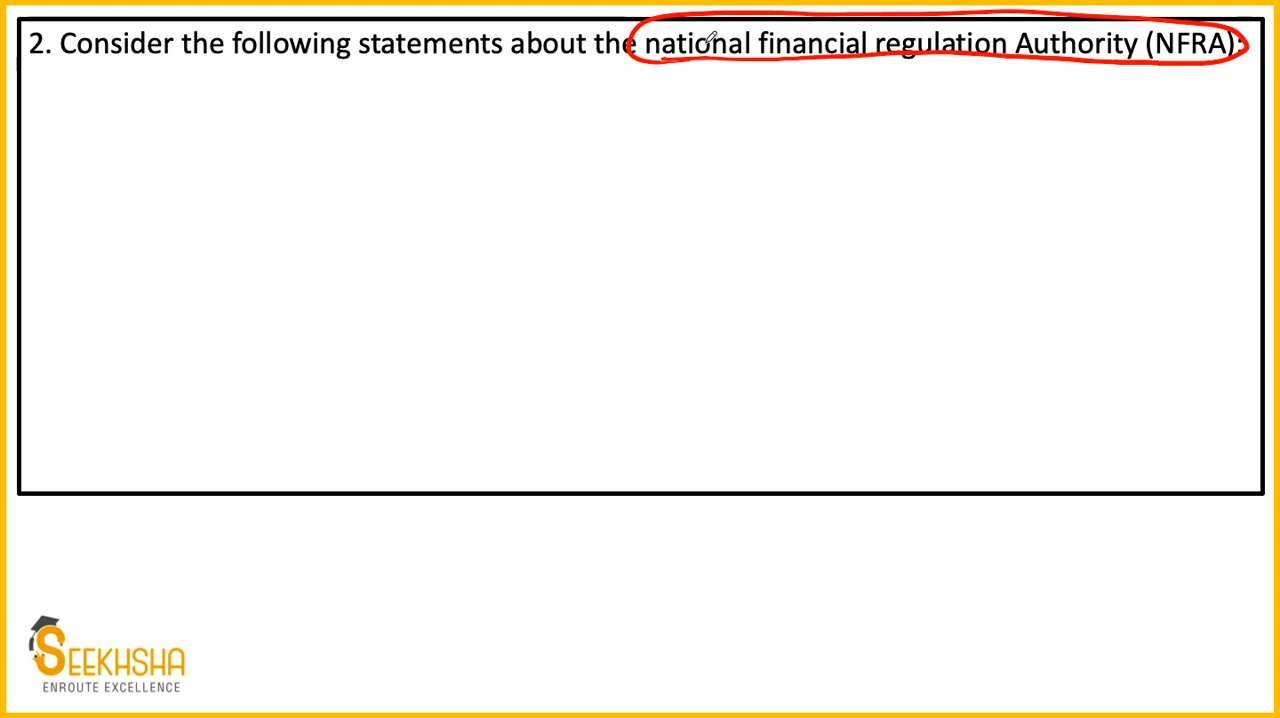 2. Consider the following statements about the national financial regulation Authority (NFRA):
SEEKHSHA
ENROUTE EXCELLENCE